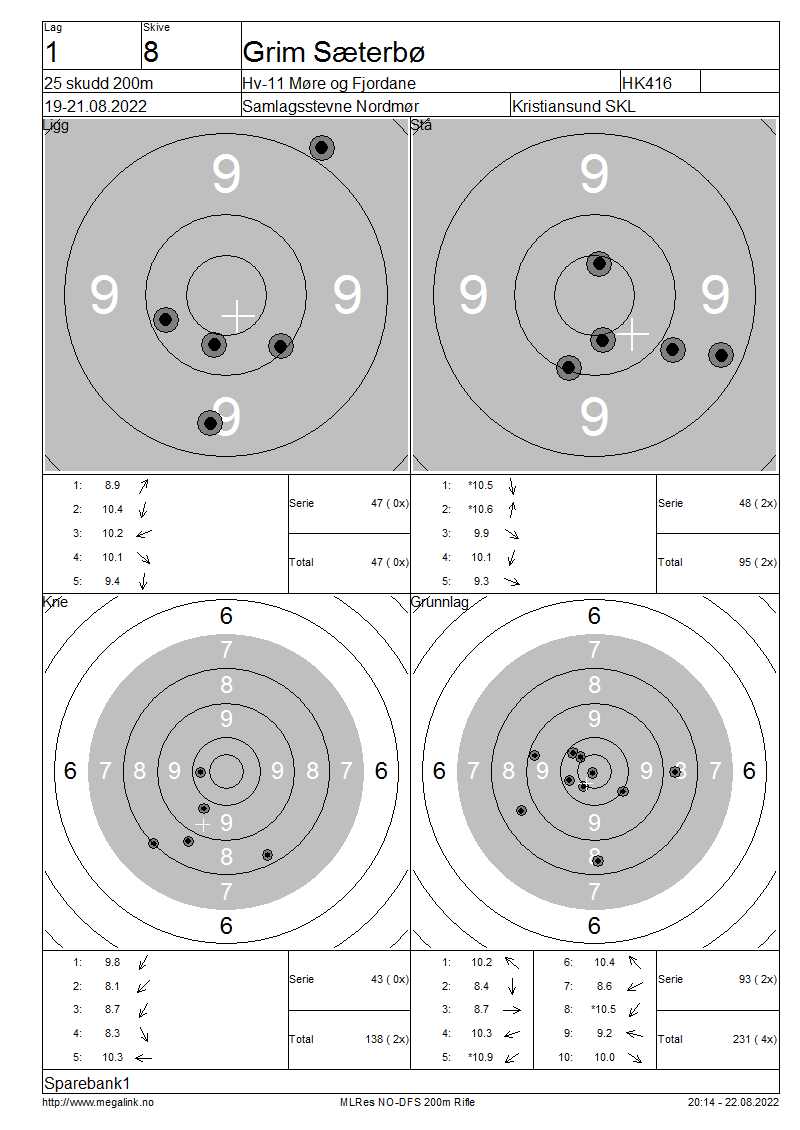 Lag Skive
1 8 Grim Sæterbø
25 skudd 200m Hv-11 Møre og Fjordane HK416
19-21.08.2022 Samlagsstevne Nordmør Kristiansund SKL
Ligg
9
9 9
9
Stå
9
9 9
9
1: 8.9
2: 10.4
3: 10.2
4: 10.1
5: 9.4
Serie 47 ( 0x)
Total 47 ( 0x)
1: *10.5
2: *10.6
3: 9.9
4: 10.1
5: 9.3
Serie 48 ( 2x)
Total 95 ( 2x)
Kne
6
7
8
9
6 7 8 9 9 8 7 6
9
8
7
6
Grunnlag
6
7
8
9
6 7 8 9 9 8 7 6
9
8
7
6
1: 9.8
2: 8.1
3: 8.7
4: 8.3
5: 10.3
Serie 43 ( 0x)
Total 138 ( 2x)
1: 10.2 6: 10.4
2: 8.4 7: 8.6
3: 8.7 8: *10.5
4: 10.3 9: 9.2
5: *10.9 10: 10.0
Serie 93 ( 2x)
Total 231 ( 4x)
Sparebank1
http://www.megalink.no MLRes NO-DFS 200m Rifle 20:14 - 22.08.2022